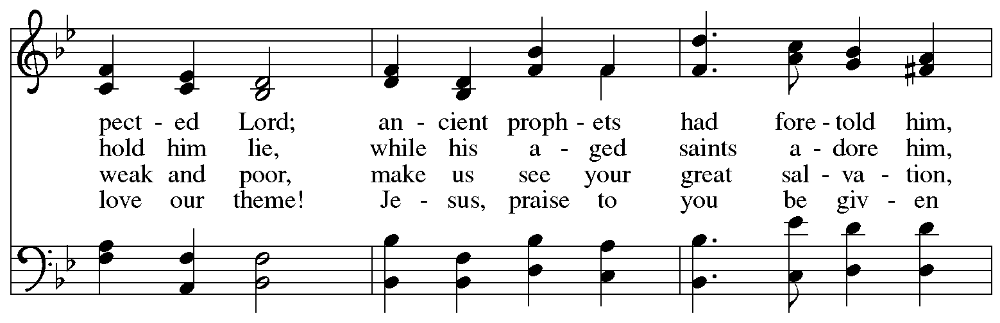 pect - ed Lord; an - cient proph - ets had fore - told him,
hold him lie, while his a - ged saints a - dore him,
weak and poor, make us see your great sal - va - tion,
love our theme! Je - sus, praise to you be giv - en